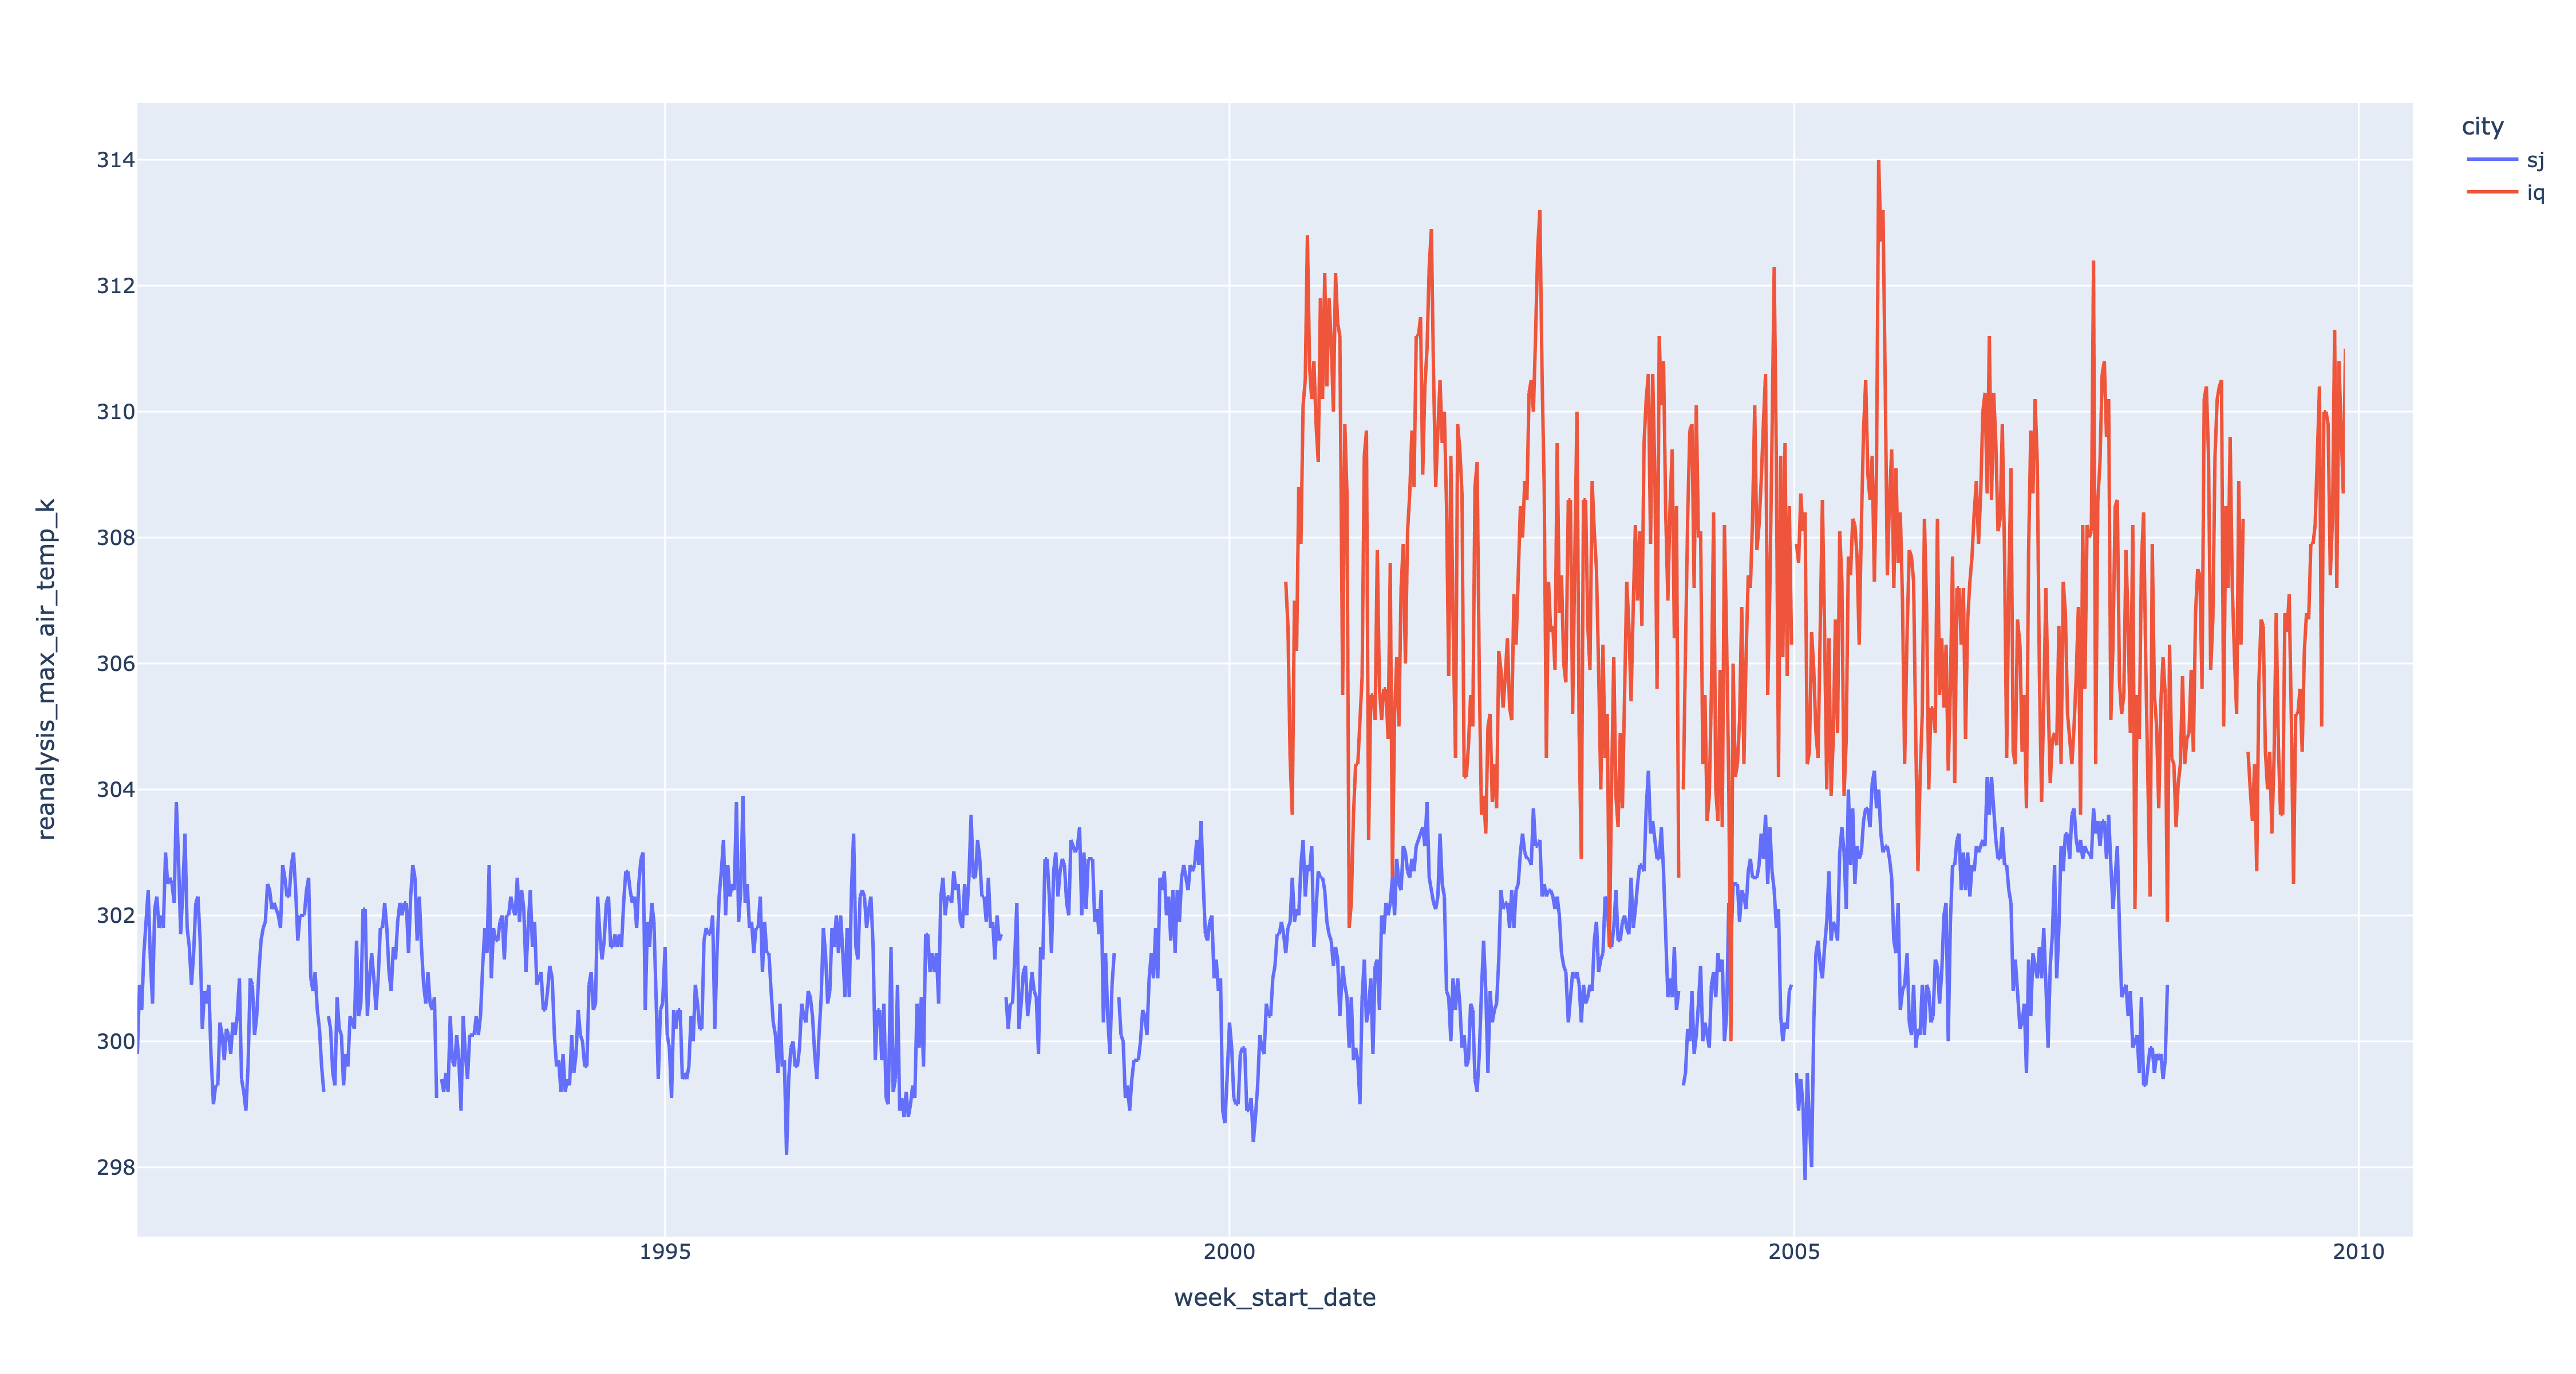 city
sj
iq
314
312
310
308
306
304
302
300
298
reanalysis_max_air_temp_k
1995 2000 2005 2010
week_start_date